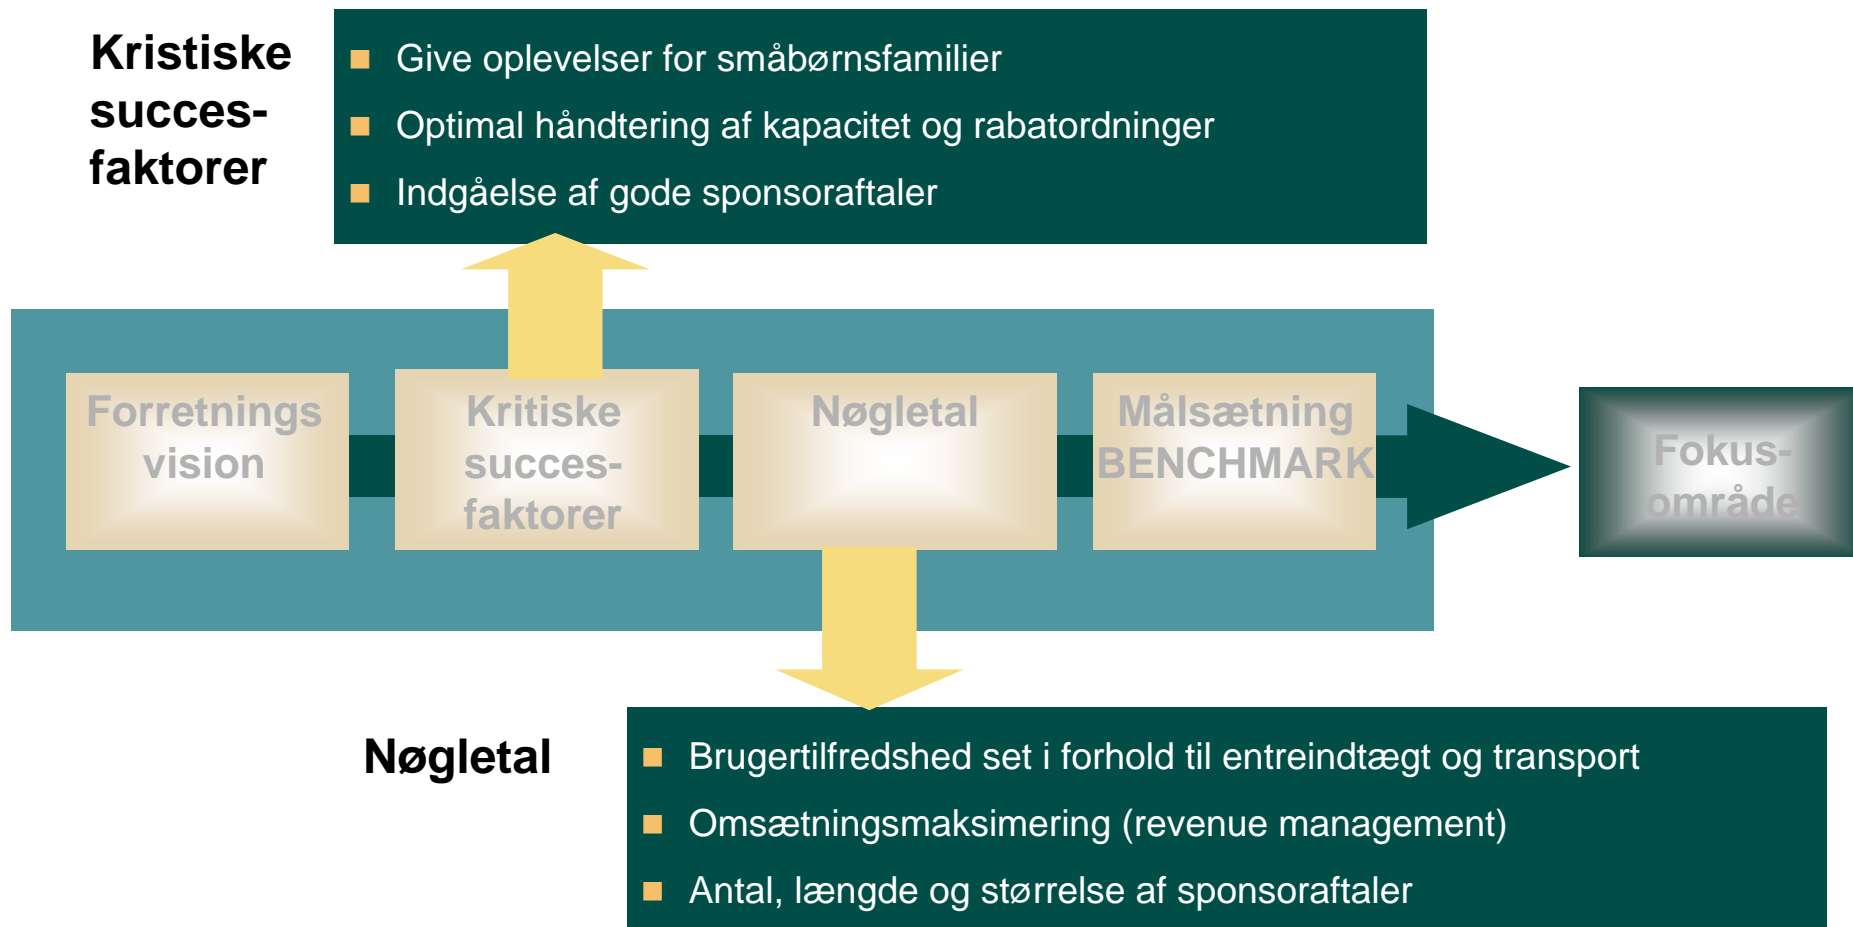 Kristiske
succes-
faktorer
Give oplevelser for småbørnsfamilier
Optimal håndtering af kapacitet og rabatordninger
Indgåelse af gode sponsoraftaler
Forretnings
vision
Kritiske
succes-
faktorer
Nøgletal
Målsætning
BENCHMARK
Fokus-
område
Nøgletal
Brugertilfredshed set i forhold til entreindtægt og transport
Omsætningsmaksimering (revenue management)
Antal, længde og størrelse af sponsoraftaler